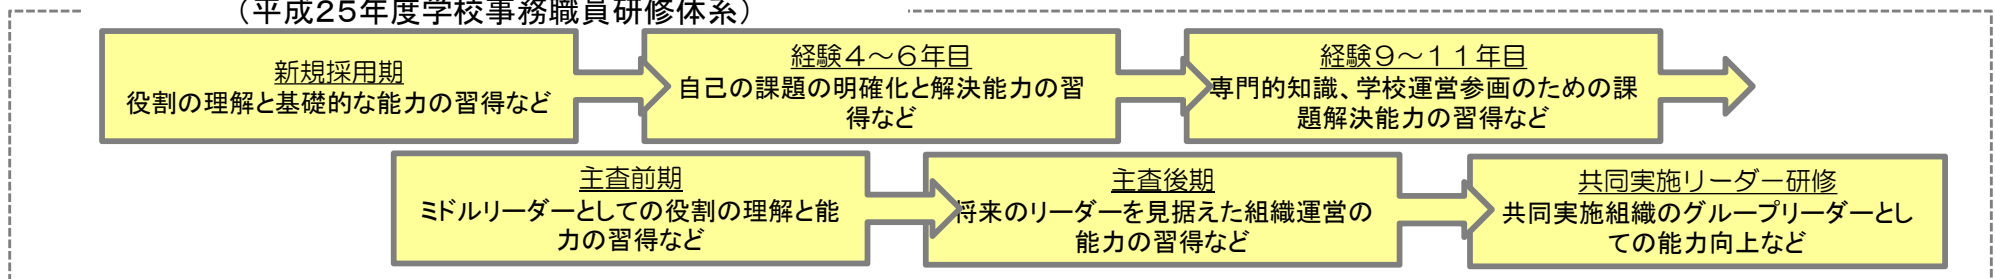 （平成２５年度学校事務職員研修体系）
新規採用期
役割の理解と基礎的な能力の習得など
経験４～６年目
自己の課題の明確化と解決能力の習
得など
経験９～１１年目
専門的知識、学校運営参画のための課
題解決能力の習得など
主査前期
ミドルリーダーとしての役割の理解と能
力の習得など
主査後期
将来のリーダーを見据えた組織運営の
能力の習得など
共同実施リーダー研修
共同実施組織のグループリーダーとし
ての能力向上など